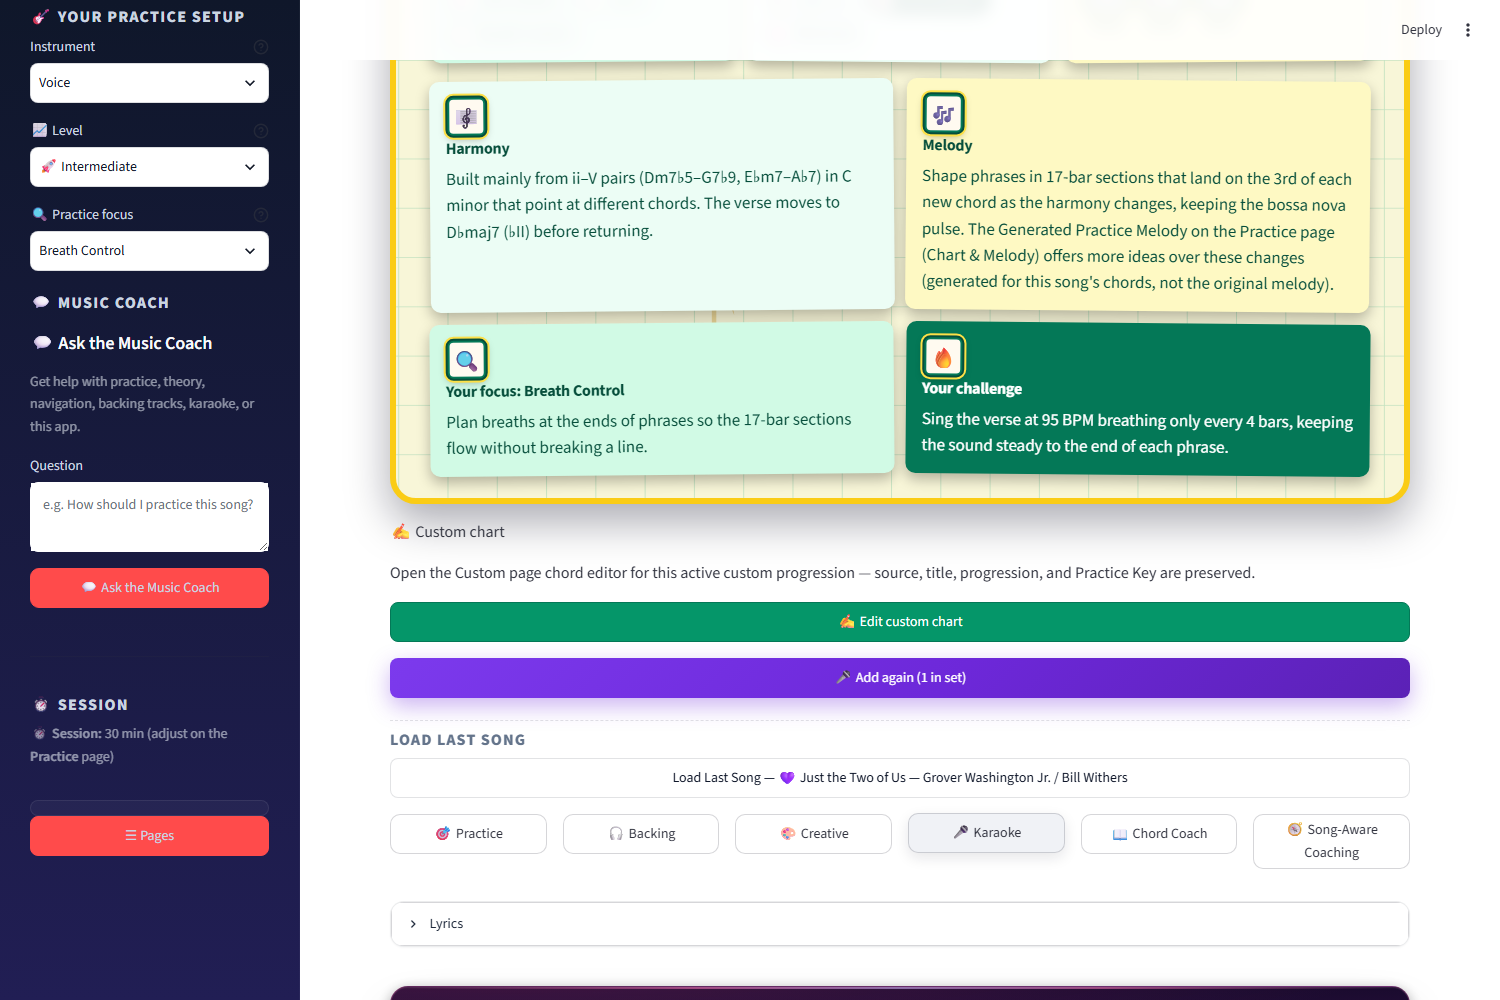 YOUR PRACTICE SETUP
Instrument
Voice
Level
Intermediate
Practice focus
Breath Control
MUSIC COACH
Ask the Music Coach
Get help with practice, theory,
navigation, backing tracks, karaoke, or
this app.
Question
e.g. How should I practice this song?
Ask the Music Coach
SESSION
Session: 30 min (adjust on the
Practice page)
☰ Pages
Deploy
Harmony
Built mainly from ii–V pairs (Dm7♭5–G7♭9, E♭m7–A♭7) in C
minor that point at different chords. The verse moves to
D♭maj7 (♭II) before returning.
Melody
Shape phrases in 17-bar sections that land on the 3rd of each
new chord as the harmony changes, keeping the bossa nova
pulse. The Generated Practice Melody on the Practice page
(Chart & Melody) offers more ideas over these changes
(generated for this song's chords, not the original melody).
Your focus: Breath Control
Plan breaths at the ends of phrases so the 17-bar sections
flow without breaking a line.
Your challenge
Sing the verse at 95 BPM breathing only every 4 bars, keeping
the sound steady to the end of each phrase.
Custom chart
Open the Custom page chord editor for this active custom progression — source, title, progression, and Practice Key are preserved.
Edit custom chart
Add again (1 in set)
LOAD LAST SONG
Load Last Song — 💜 Just the Two of Us — Grover Washington Jr. / Bill Withers
Practice
Backing
Creative
Karaoke
Chord Coach
Song-Aware
Coaching
Lyrics